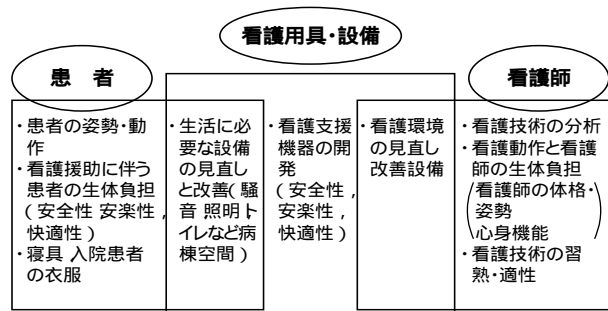 看護用具・設備
患　者
看護師
・患者の姿勢・動
作
・看護援助に伴う
患者の生体負担
(安全性 安楽性,
快適性)
・寝具 入院患者
の衣服
・生活に必
要な設備
の見直し
と改善(騒
音 照明 ト
イレなど病
棟空間)
・看護支援
機器の開
発
(安全性,
安楽性,
快適性)
・看護環境
の見直し
改善設備
・看護技術の分析
・看護動作と看護
師の生体負担
(看護師の体格・
姿勢
心身機能)
・看護技術の習
熟・適性